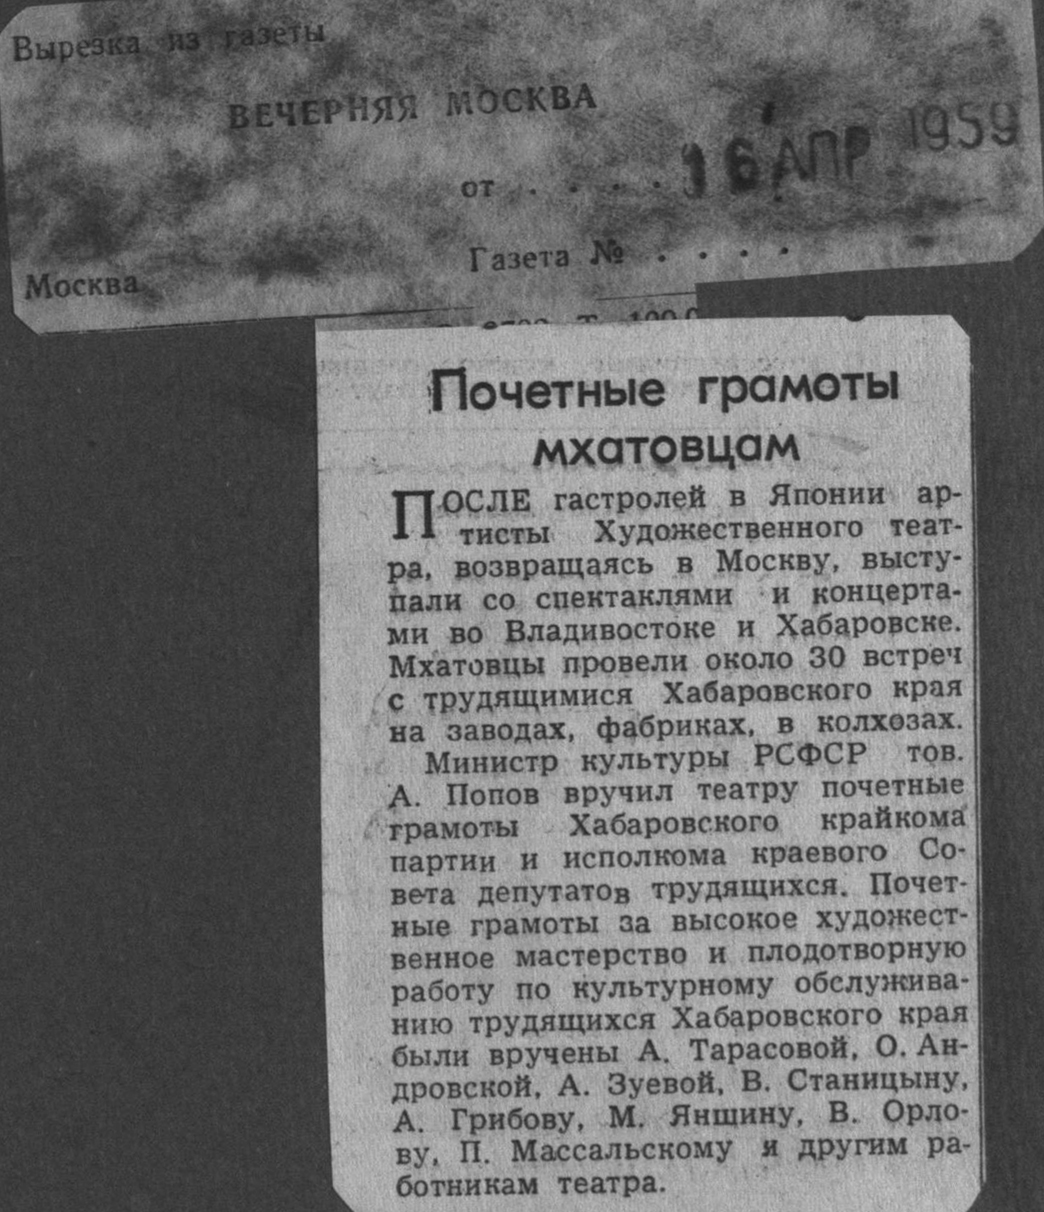 Вырезка из газеты
ВЕЧЕРНЯЯ МОСКВА
от . . . . 16 АПР 1959
Газета № . . . .
Москва
Почетные грамоты
мхатовцам
ПОСЛЕ гастролей в Японии ар-
тисты Художественного теат-
ра, возвращаясь в Москву, высту-
пали со спектаклями и концерта-
ми во Владивостоке и Хабаровске.
Мхатовцы провели около 30 встреч
с трудящимися Хабаровского края
на заводах, фабриках, в колхозах.
Министр культуры РСФСР тов.
А. Попов вручил театру почетные
грамоты Хабаровского крайкома
партии и исполкома краевого Со-
вета депутатов трудящихся. Почет-
ные грамоты за высокое художест-
венное мастерство и плодотворную
работу по культурному обслужива-
нию трудящихся Хабаровского края
были вручены А. Тарасовой, О. Ан-
дровской, А. Зуевой, В. Станицыну,
А. Грибову, М. Яншину, В. Орло-
ву, П. Массальскому и другим ра-
ботникам театра.